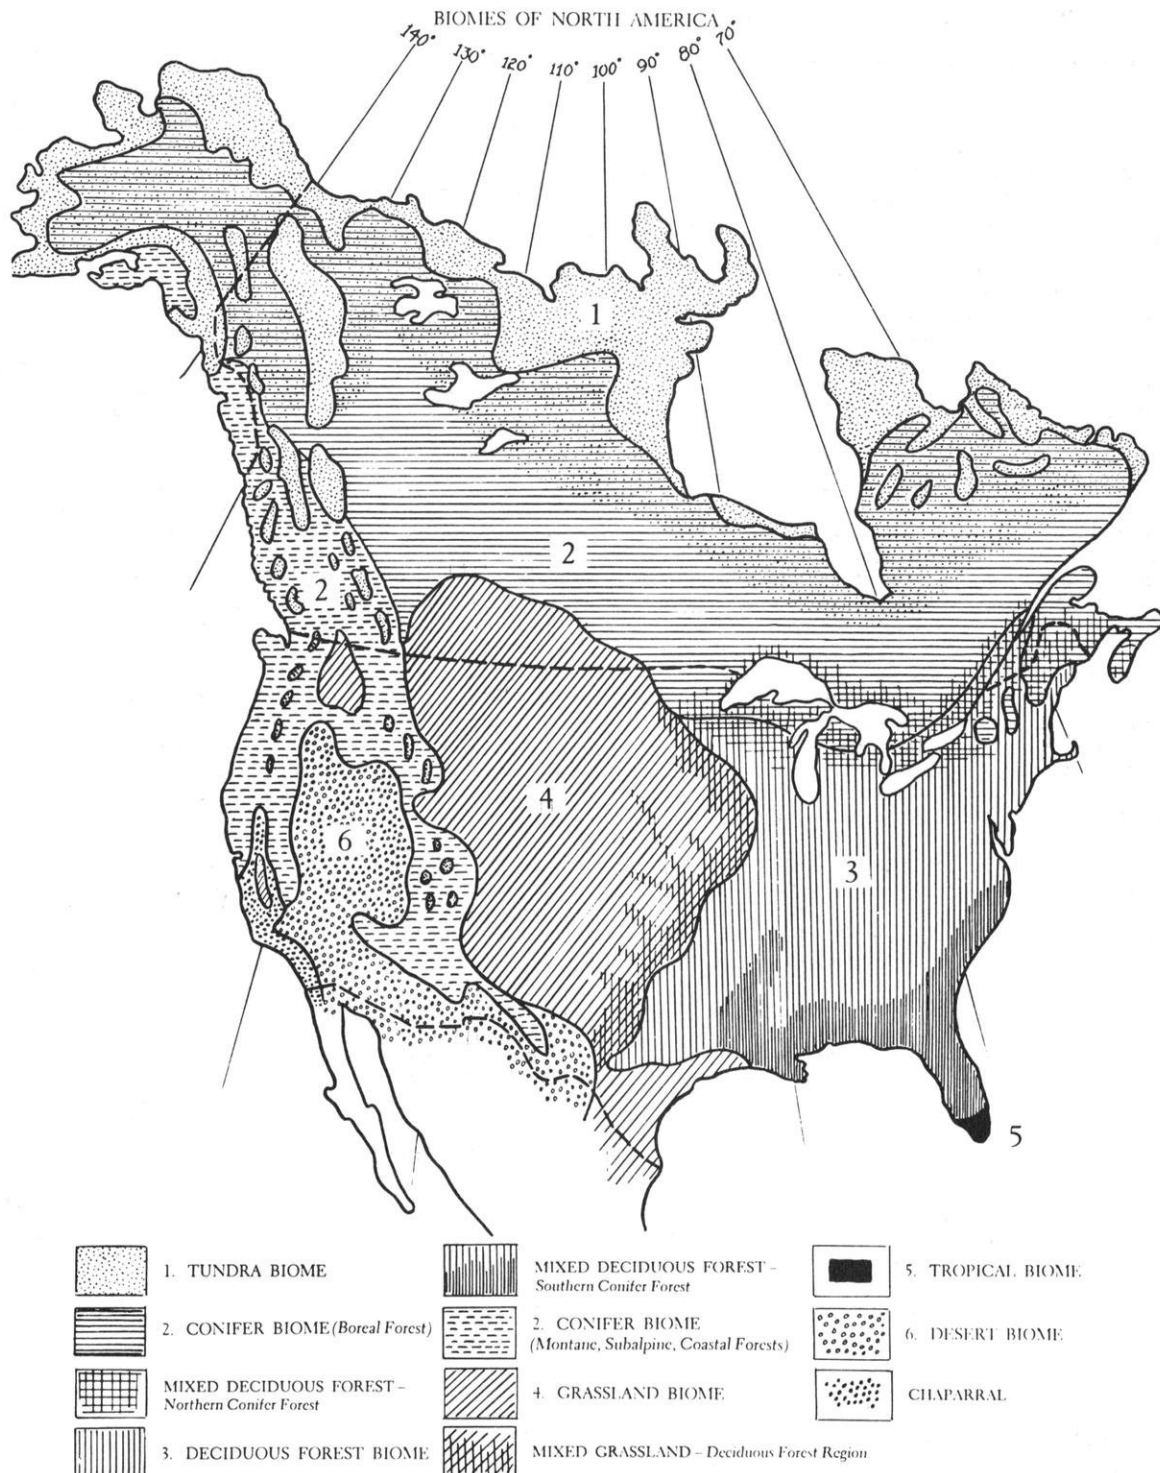 BIOMES OF NORTH AMERICA
140° 130° 120° 110° 100° 90° 80° 70°
1
2
2
4
6
3
5
1. TUNDRA BIOME
2. CONIFER BIOME (Boreal Forest)
MIXED DECIDUOUS FOREST –
Northern Conifer Forest
3. DECIDUOUS FOREST BIOME
MIXED DECIDUOUS FOREST –
Southern Conifer Forest
2. CONIFER BIOME
(Montane, Subalpine, Coastal Forests)
4. GRASSLAND BIOME
MIXED GRASSLAND – Deciduous Forest Region
5. TROPICAL BIOME
6. DESERT BIOME
CHAPARRAL